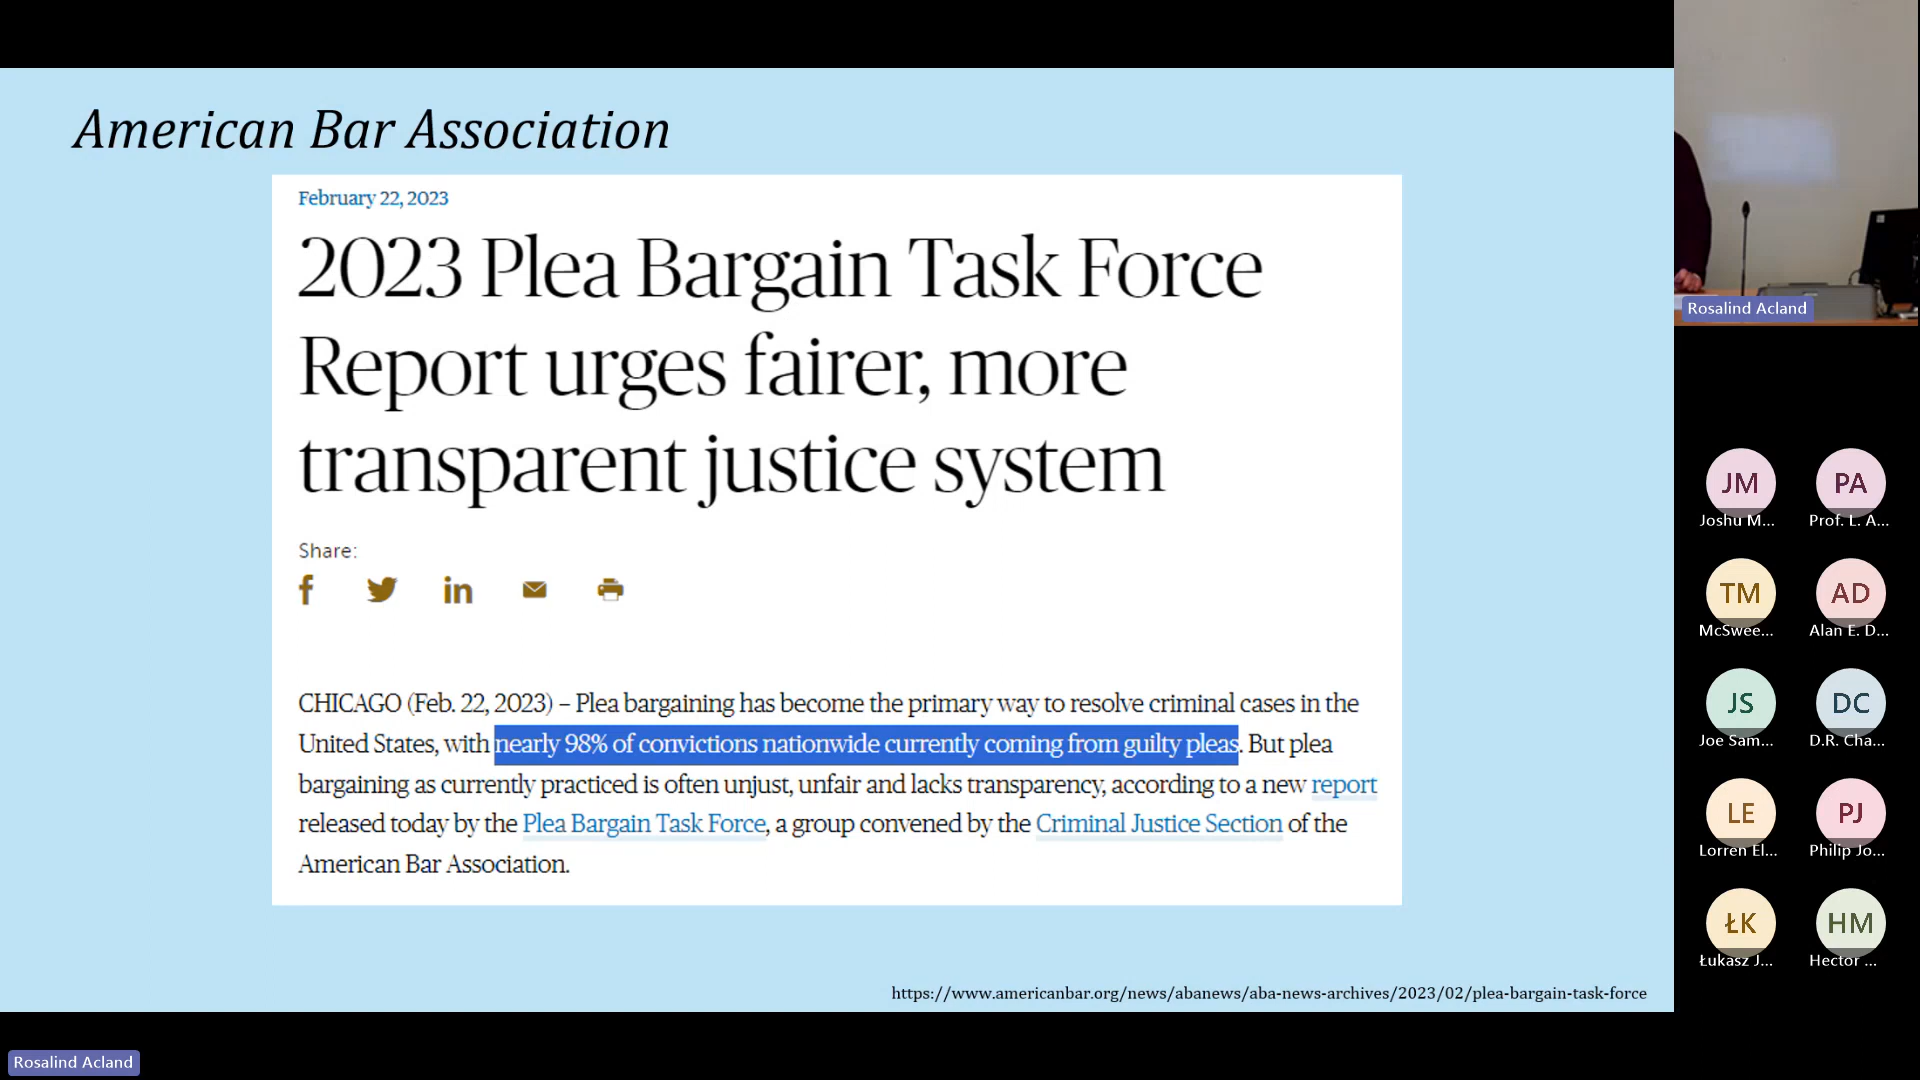 American Bar Association
February 22, 2023
2023 Plea Bargain Task Force
Report urges fairer, more
transparent justice system
Share:
CHICAGO (Feb. 22, 2023) – Plea bargaining has become the primary way to resolve criminal cases in the
United States, with nearly 98% of convictions nationwide currently coming from guilty pleas. But plea
bargaining as currently practiced is often unjust, unfair and lacks transparency, according to a new report
released today by the Plea Bargain Task Force, a group convened by the Criminal Justice Section of the
American Bar Association.
https://www.americanbar.org/news/abanews/aba-news-archives/2023/02/plea-bargain-task-force
Rosalind Acland
Rosalind Acland
JM
Joshu M...
PA
Prof. L. A...
TM
McSwee...
AD
Alan E. D...
JS
Joe Sam...
DC
D.R. Cha...
LE
Lorren El...
PJ
Philip Jo...
ŁK
Łukasz J...
HM
Hector ...